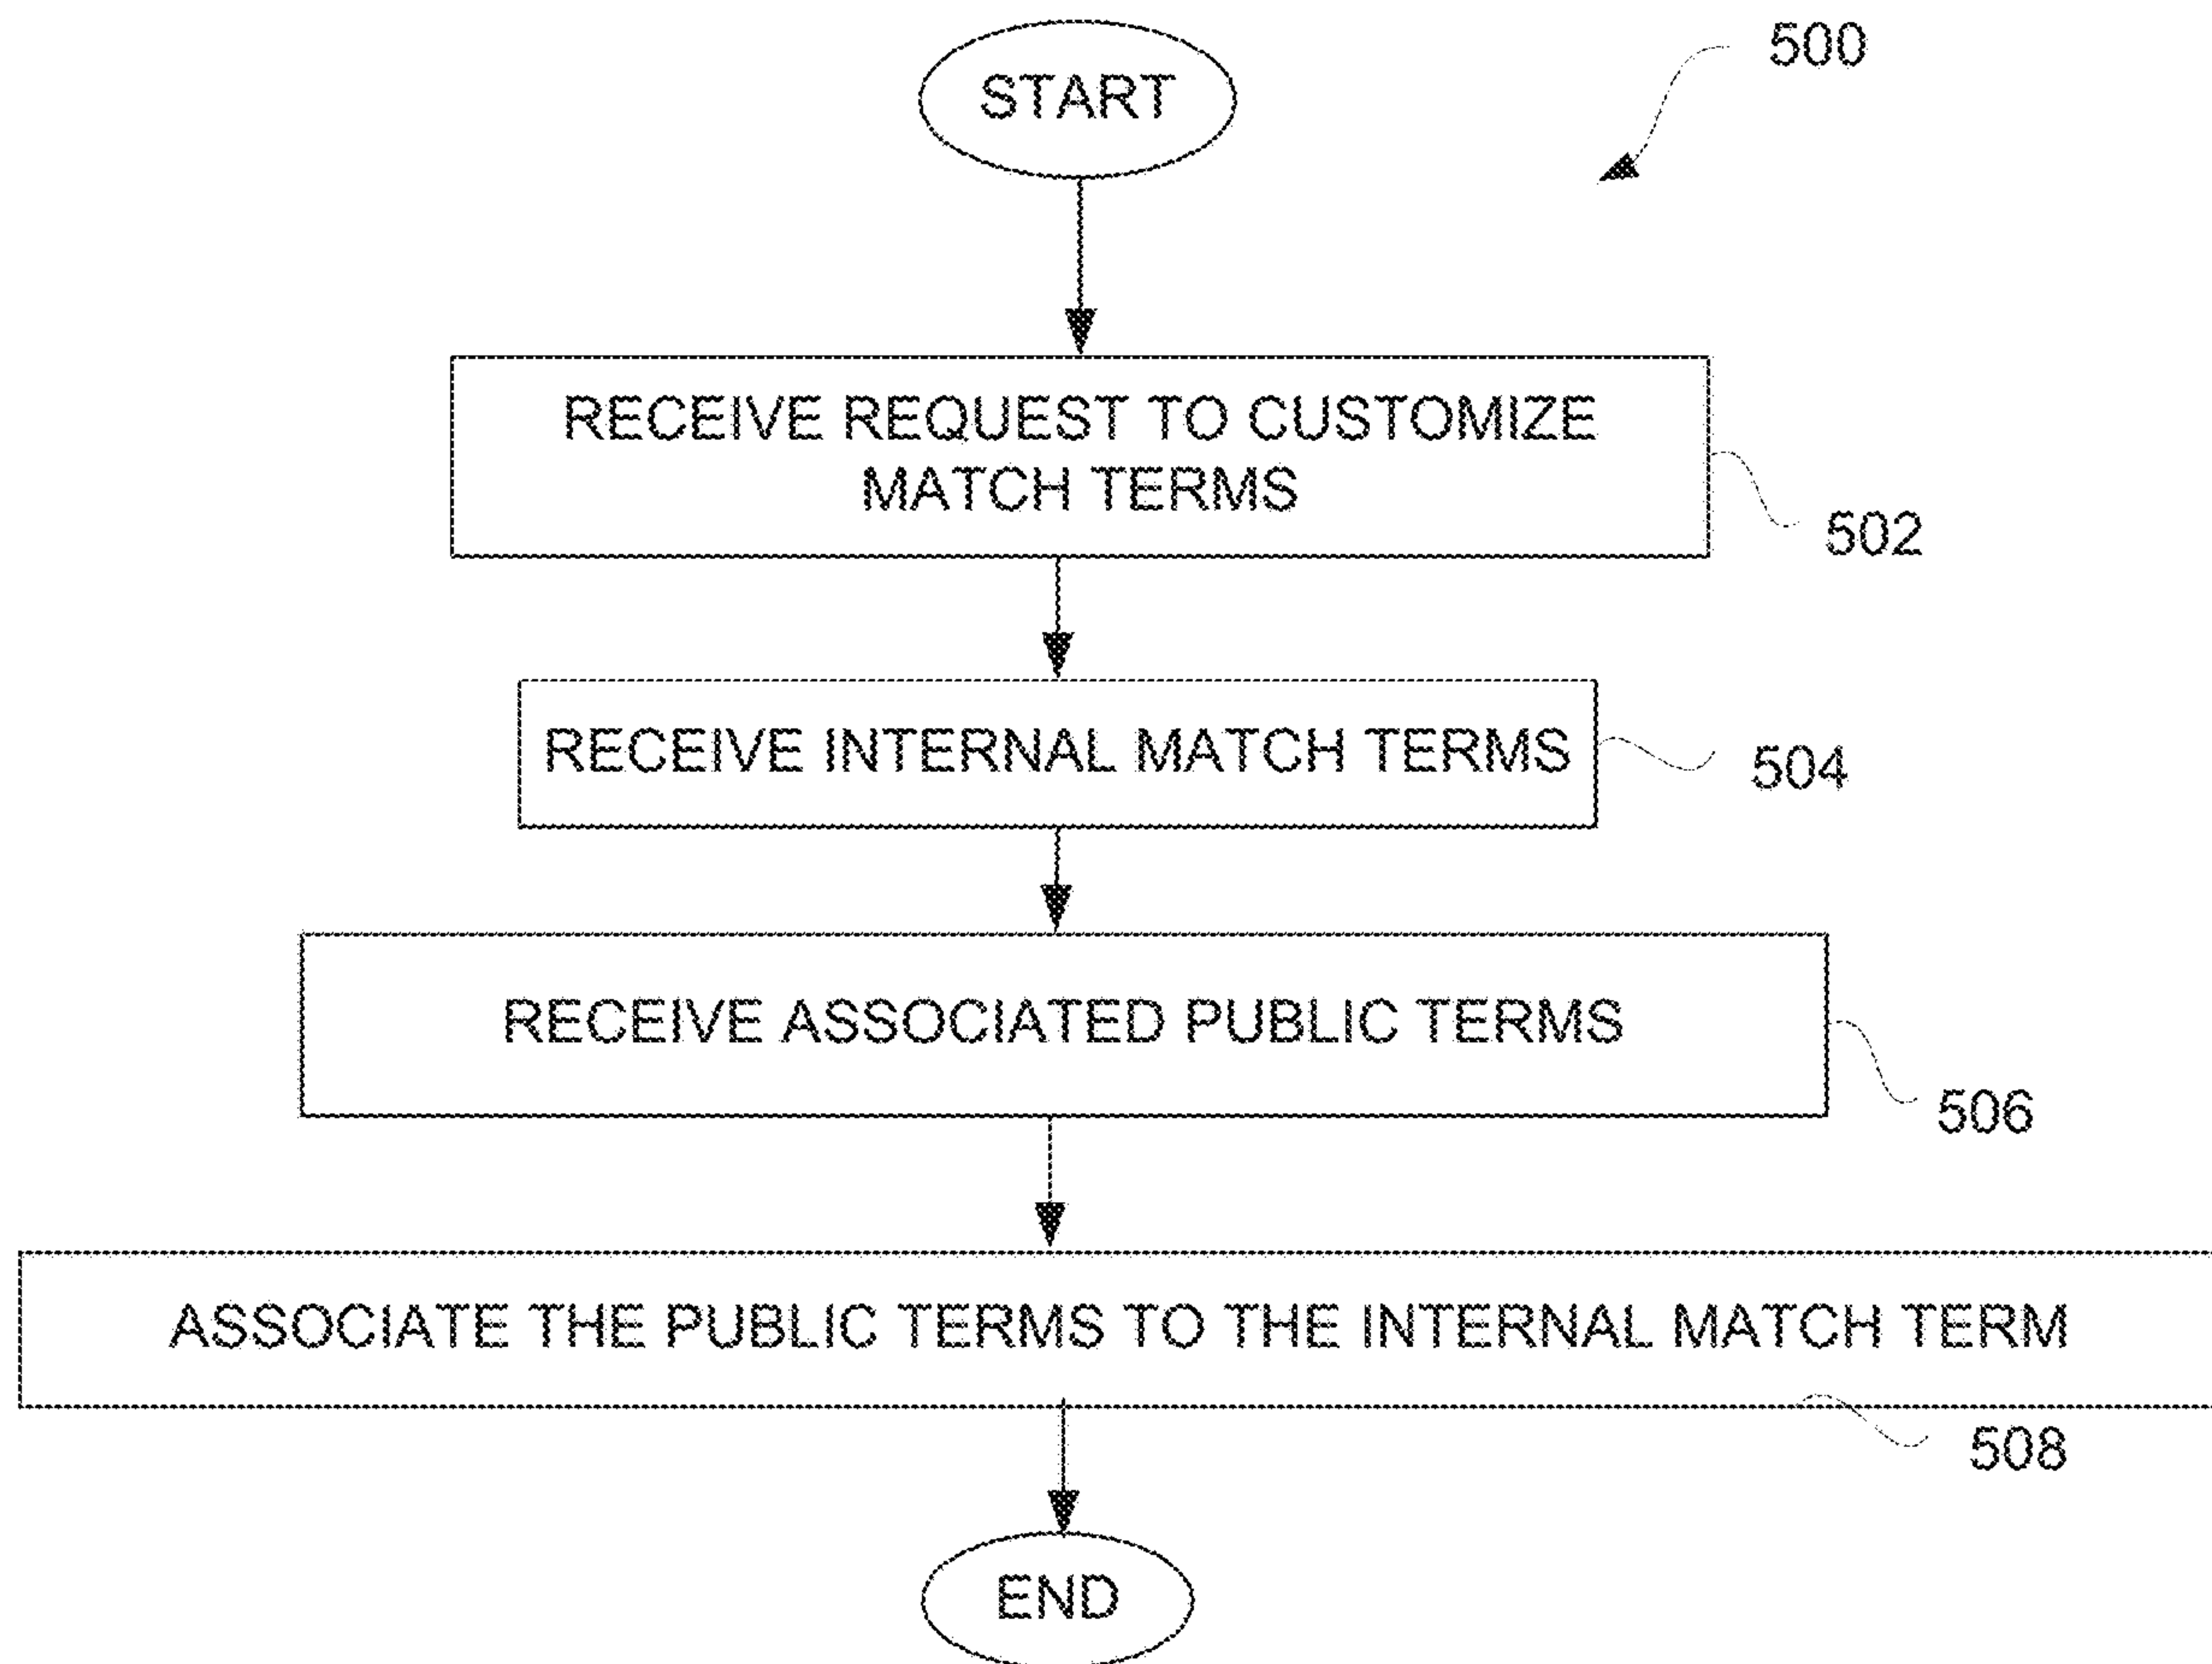 START
500
RECEIVE REQUEST TO CUSTOMIZE
MATCH TERMS
502
RECEIVE INTERNAL MATCH TERMS
504
RECEIVE ASSOCIATED PUBLIC TERMS
506
ASSOCIATE THE PUBLIC TERMS TO THE INTERNAL MATCH TERM
508
END